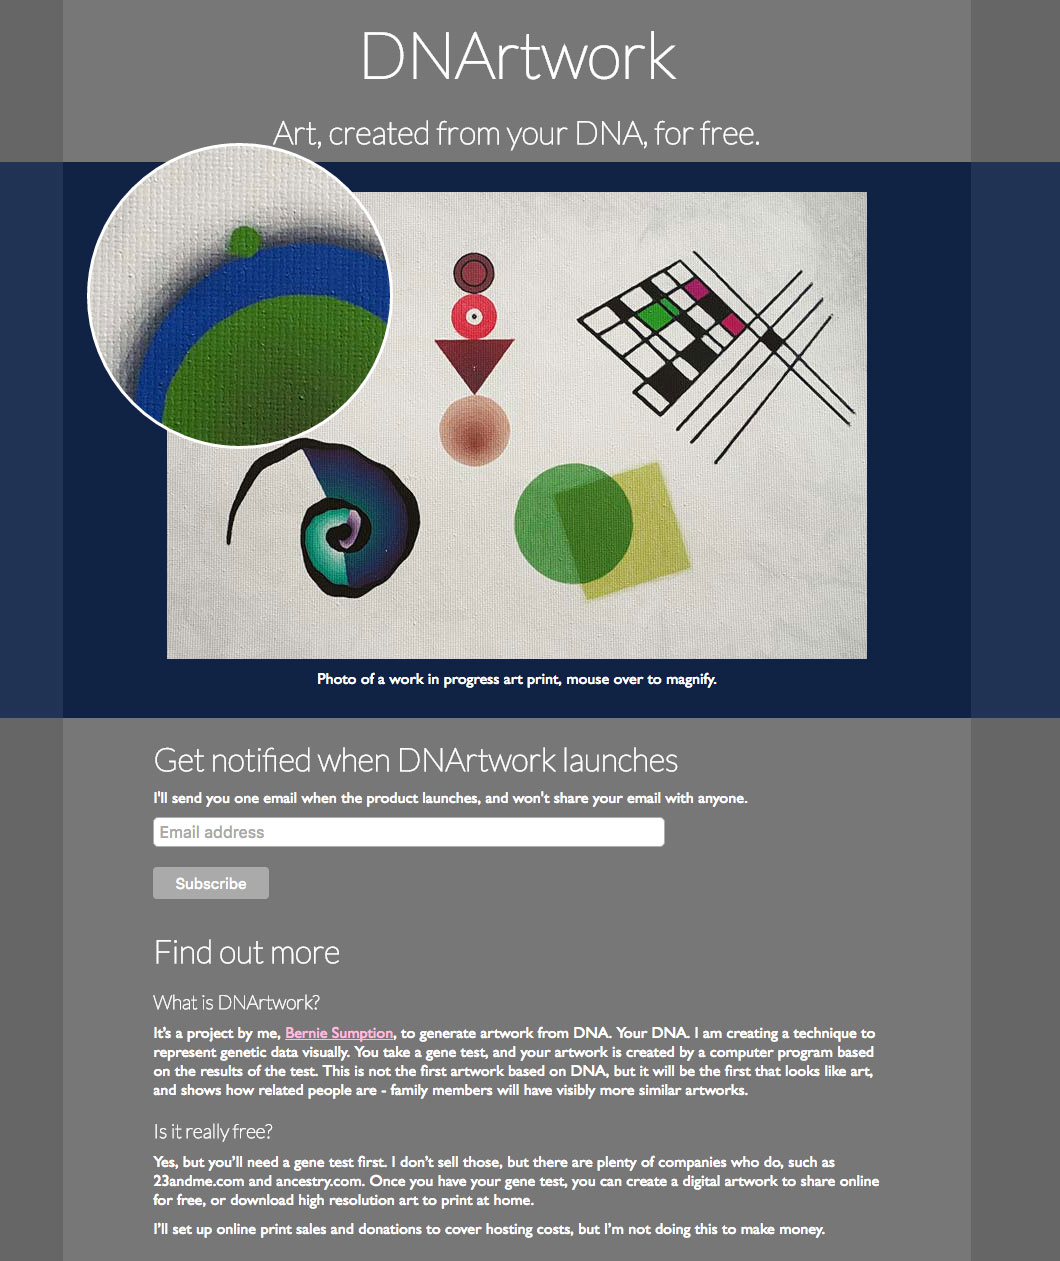 DNArtwork
Art, created from your DNA, for free.
Photo of a work in progress art print, mouse over to magnify.
Get notified when DNArtwork launches
I'll send you one email when the product launches, and won't share your email with anyone.
Email address
Subscribe
Find out more
What is DNArtwork?
It's a project by me, Bernie Sumption, to generate artwork from DNA. Your DNA. I am creating a technique to
represent genetic data visually. You take a gene test, and your artwork is created by a computer program based
on the results of the test. This is not the first artwork based on DNA, but it will be the first that looks like art,
and shows how related people are - family members will have visibly more similar artworks.
Is it really free?
Yes, but you’ll need a gene test first. I don’t sell those, but there are plenty of companies who do, such as
23andme.com and ancestry.com. Once you have your gene test, you can create a digital artwork to share online
for free, or download high resolution art to print at home.
I’ll set up online print sales and donations to cover hosting costs, but I’m not doing this to make money.